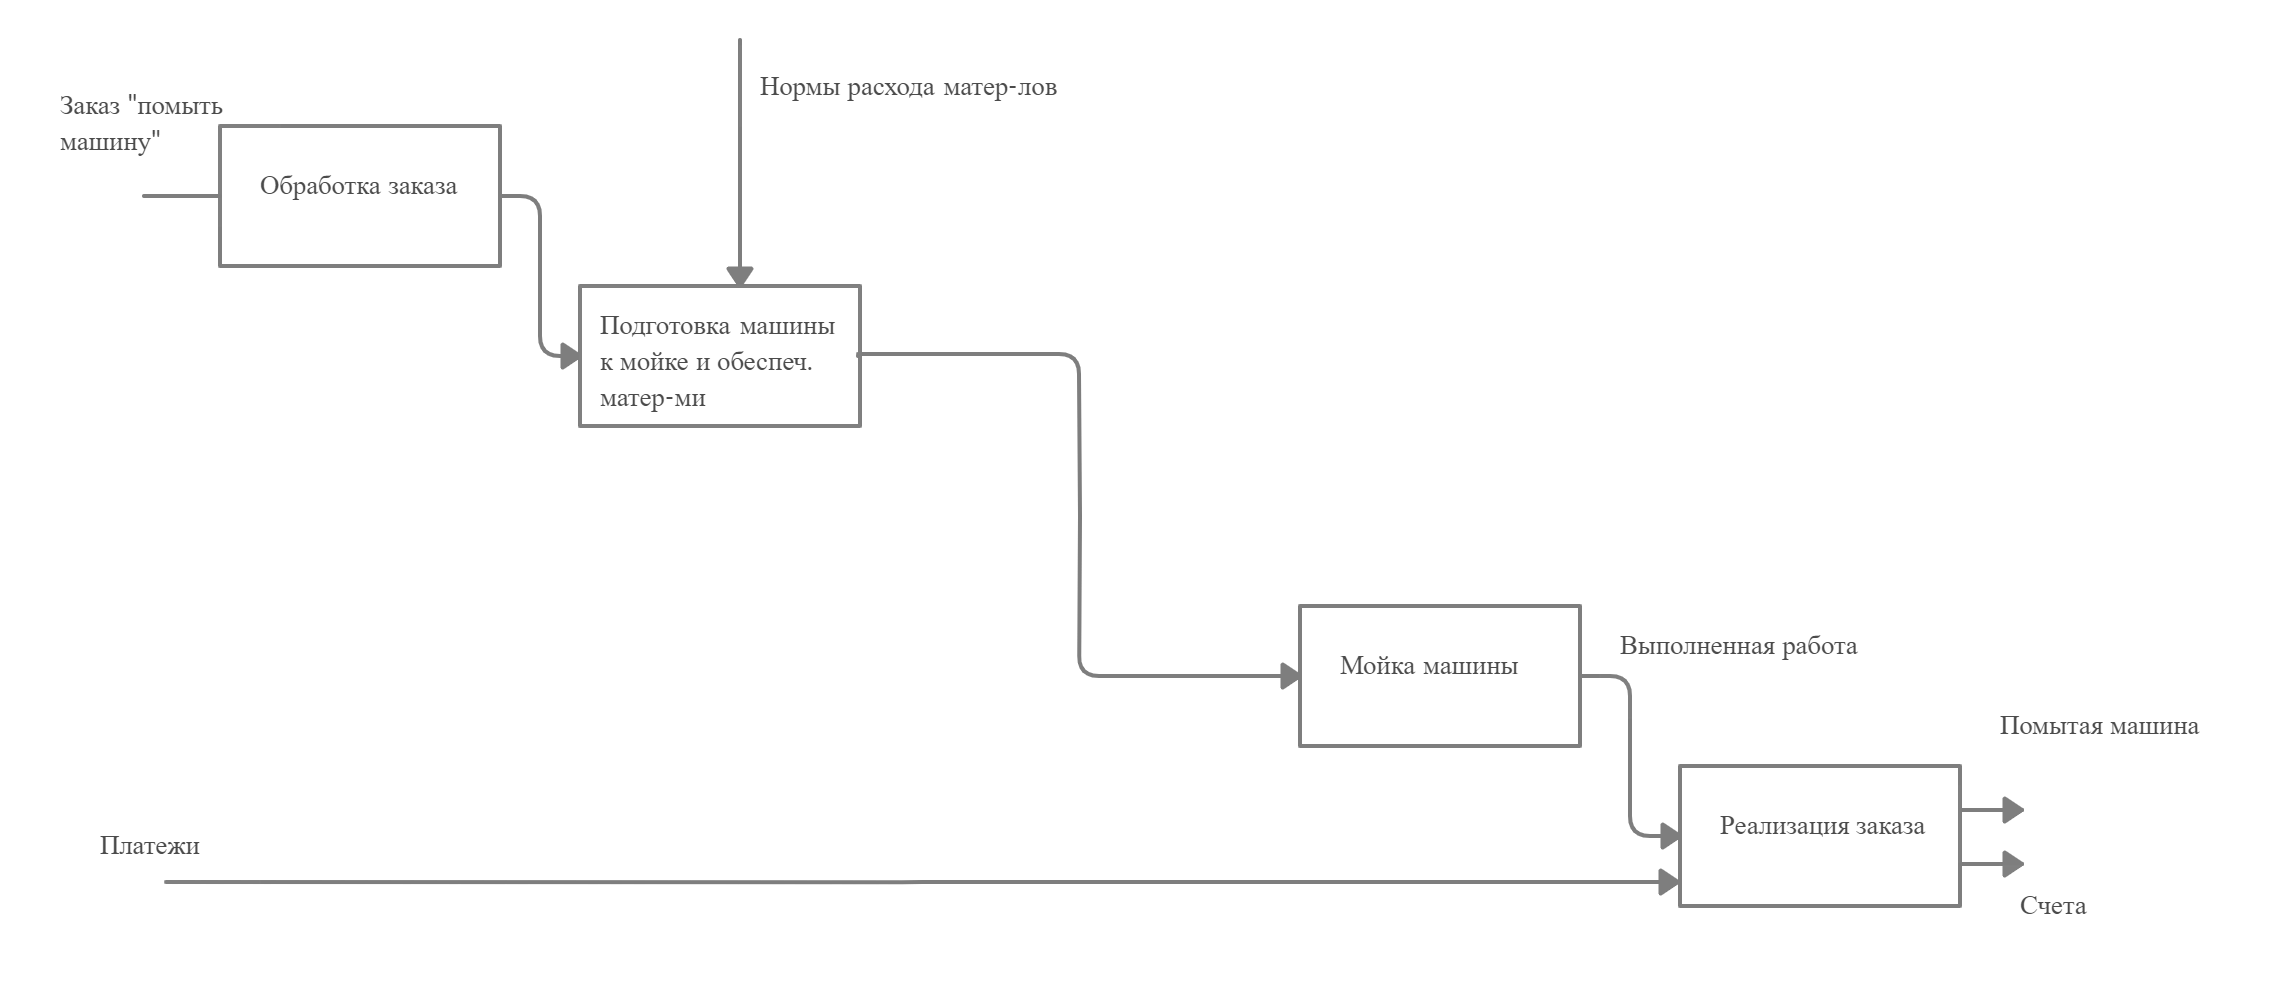 Нормы расхода матер-лов
Заказ "помыть
машину"
Обработка заказа
Подготовка машины
к мойке и обеспеч.
матер-ми
Мойка машины
Выполненная работа
Помытая машина
Реализация заказа
Платежи
Счета